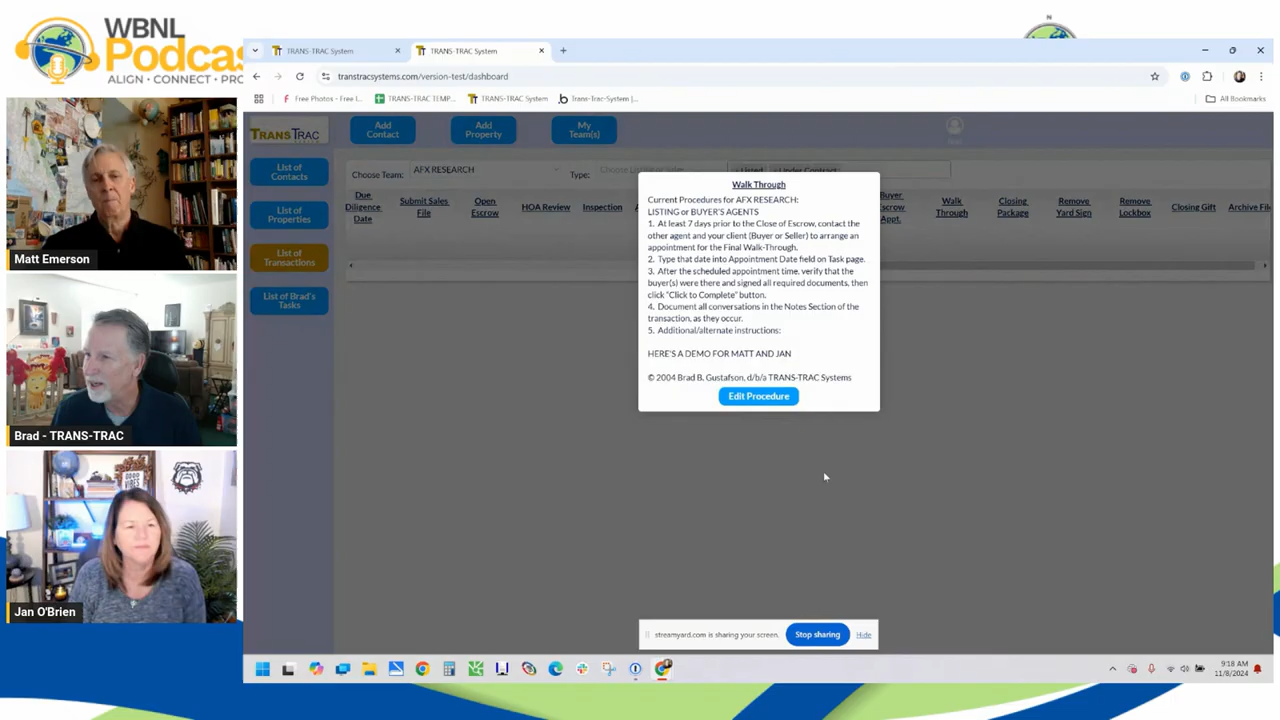 WBNL
Podcas
ALIGN • CONNECT • PRO
N
TRANS-TRAC System
TRANS-TRAC System
transtracsystems.com/version-test/dashboard
Free Photos - Free I...
TRANS-TRAC TEMP...
TRANS-TRAC System
Trans-Trac-System |...
All Bookmarks
TRANSTRAC
Add Contact
Add Property
My Team(s)
List of Contacts
List of Properties
List of Transactions
List of Brad's Tasks
Choose Team:
AFX RESEARCH
Type:
× Listed
× Under Contract
Due Diligence Date
Submit Sales File
Open Escrow
HOA Review
Inspection
Buyer Escrow Appt.
Walk Through
Closing Package
Remove Yard Sign
Remove Lockbox
Closing Gift
Archive File
Walk Through
Current Procedures for AFX RESEARCH:
LISTING or BUYER'S AGENTS
1. At least 7 days prior to the Close of Escrow, contact the
other agent and your client (Buyer or Seller) to arrange an
appointment for the Final Walk-Through.
2. Type that date into Appointment Date field on Task page.
3. After the scheduled appointment time, verify that the
buyer(s) were there and signed all required documents, then
click "Click to Complete" button.
4. Document all conversations in the Notes Section of the
transaction, as they occur.
5. Additional/alternate instructions:
HERE'S A DEMO FOR MATT AND JAN
© 2004 Brad B. Gustafson, d/b/a TRANS-TRAC Systems
Edit Procedure
Matt Emerson
Brad - TRANS-TRAC
GOOD
VIBES
Jan O'Brien
streamyard.com is sharing your screen.
Stop sharing
Hide
9:18 AM
11/8/2024